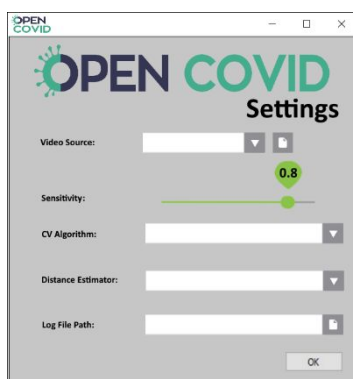 OPEN
COVID
OPEN COVID
Settings
Video Source:
0.8
Sensitivity:
CV Algorithm:
Distance Estimator:
Log File Path:
OK